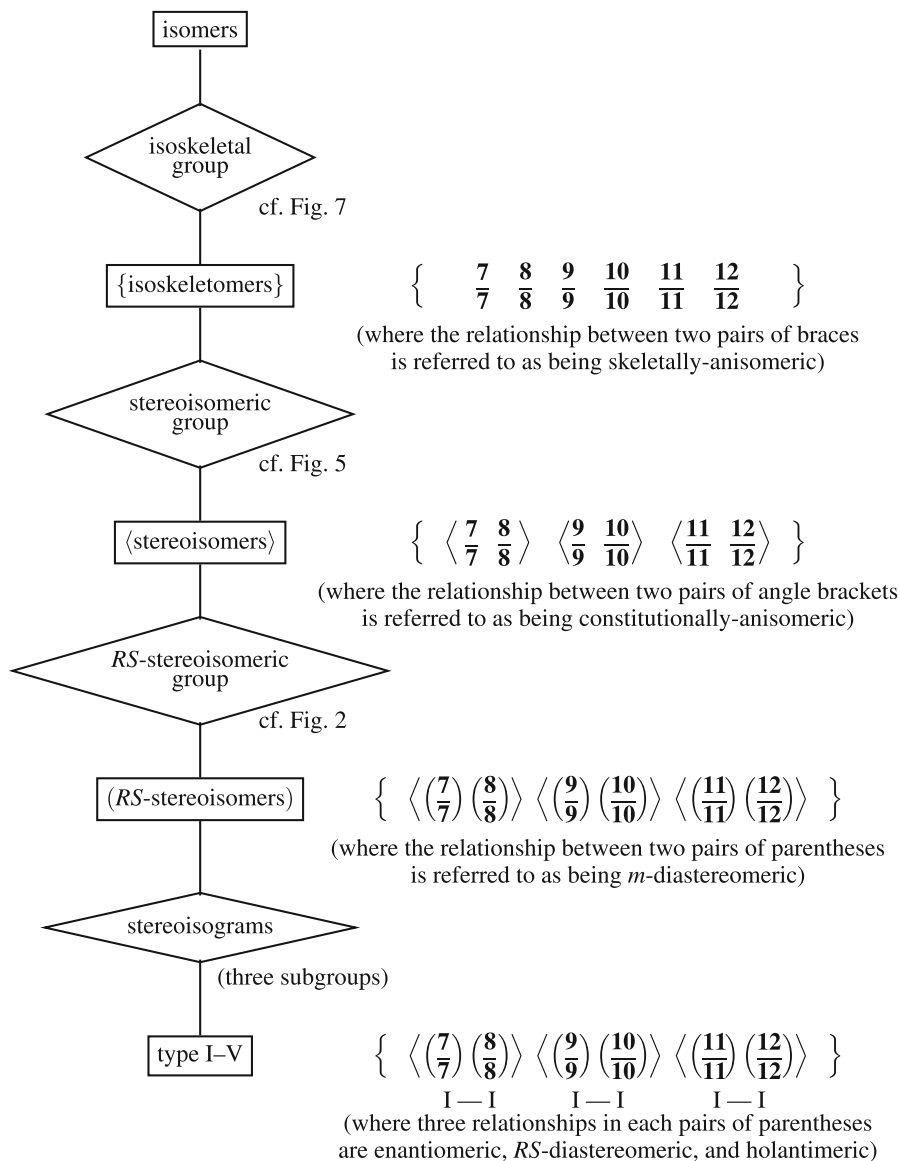 isomers
isoskeletal
group
cf. Fig. 7
{isoskeletomers}
{ 7 8 9 10 11 12 }
7 8 9 10 11 12
(where the relationship between two pairs of braces
is referred to as being skeletally-anisomeric)
stereoisomeric
group
cf. Fig. 5
⟨stereoisomers⟩
{ ⟨ 7 8 ⟩ ⟨ 9 10 ⟩ ⟨ 11 12 ⟩ }
7 8 9 10 11 12
(where the relationship between two pairs of angle brackets
is referred to as being constitutionally-anisomeric)
RS-stereoisomeric
group
cf. Fig. 2
(RS-stereoisomers)
{ ⟨(7) (8)⟩ ⟨(9) (10)⟩ ⟨(11) (12)⟩ }
7 8 9 10 11 12
(where the relationship between two pairs of parentheses
is referred to as being m-diastereomeric)
stereoisograms
(three subgroups)
type I–V
{ ⟨(7) (8)⟩ ⟨(9) (10)⟩ ⟨(11) (12)⟩ }
7 8 9 10 11 12
I — I I — I I — I
(where three relationships in each pairs of parentheses
are enantiomeric, RS-diastereomeric, and holantimeric)